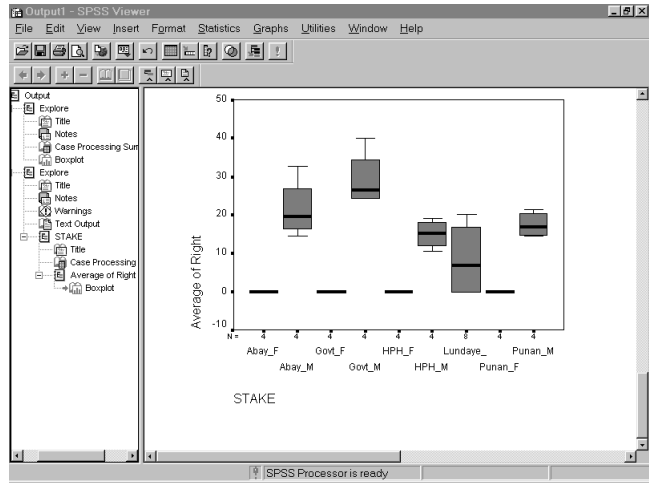 Output1 - SPSS Viewer
File Edit View Insert Format Statistics Graphs Utilities Window Help
Output
Explore
Title
Notes
Case Processing Sum
Boxplot
Explore
Title
Notes
Warnings
Text Output
STAKE
Title
Case Processing
Average of Right
Boxplot
50
40
30
20
10
0
-10
Average of Right
N = 4 4 4 4 4 4 8 4 4
Abay_F Govt_F HPH_F Lundaye_ Punan_M
Abay_M Govt_M HPH_M Punan_F
STAKE
SPSS Processor is ready